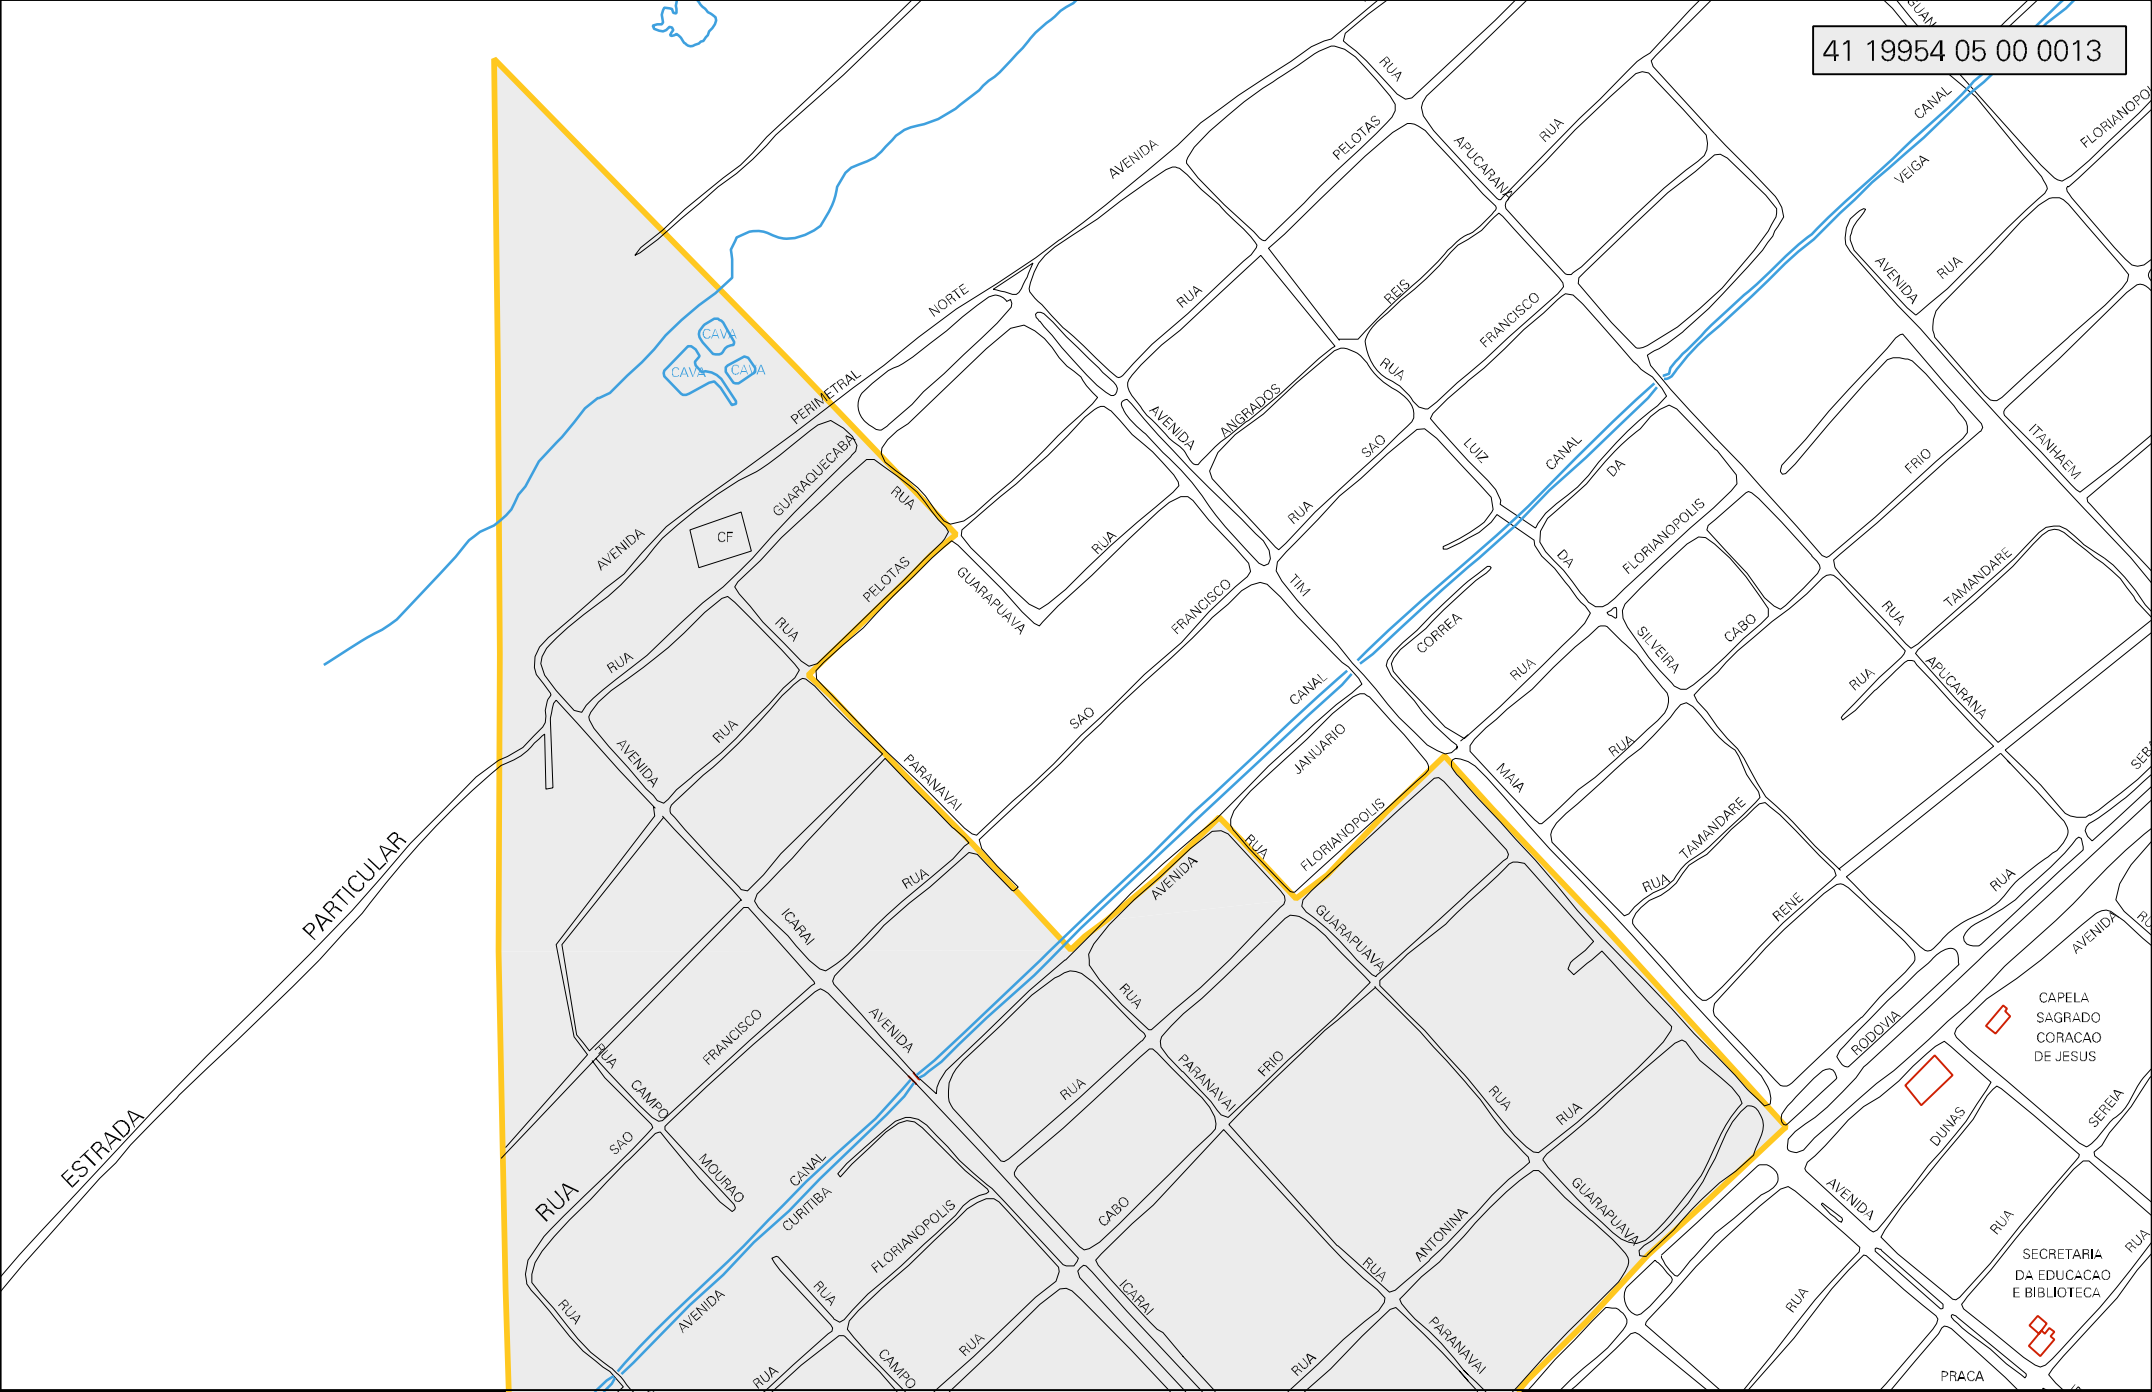 41 19954 05 00 0013
RUA
CANAL
FLORIANOPOL
AVENIDA
PELOTAS
APUCARANA
RUA
VEIGA
NORTE
RUA
REIS
FRANCISCO
AVENIDA
RUA
CAVA
CAVA
CAVA
PERIMETRAL
RUA
AVENIDA
ANGRADOS
SAO
LUIZ
CANAL
DA
ITANHAEM
FRIO
GUARAQUECABA
RUA
RUA
CF
AVENIDA
RUA
FLORIANOPOLIS
DA
PELOTAS
GUARAPUAVA
FRANCISCO
TIM
TAMANDARE
RUA
RUA
RUA
CORREA
RUA
SILVEIRA
CABO
RUA
APUCARANA
CANAL
SAO
RUA
AVENIDA
JANUARIO
RUA
MAIA
PARANAVAI
PARTICULAR
RUA
FLORIANOPOLIS
TAMANDARE
AVENIDA
RUA
RUA
RENE
RUA
ICARAI
GUARAPUAVA
AVENIDA
RUA
CAPELA
SAGRADO
CORACAO
DE JESUS
AVENIDA
FRANCISCO
RODOVIA
RUA
CAMPO
RUA
PARANAVAI
FRIO
RUA
RUA
DUNAS
SEREIA
ESTRADA
SAO
MOURAO
CANAL
CURITIBA
RUA
CABO
GUARAPUAVA
AVENIDA
RUA
RUA
FLORIANOPOLIS
ANTONINA
SECRETARIA
DA EDUCACAO
E BIBLIOTECA
RUA
AVENIDA
RUA
ICARAI
RUA
RUA
RUA
CAMPO
RUA
RUA
PARANAVAI
PRACA